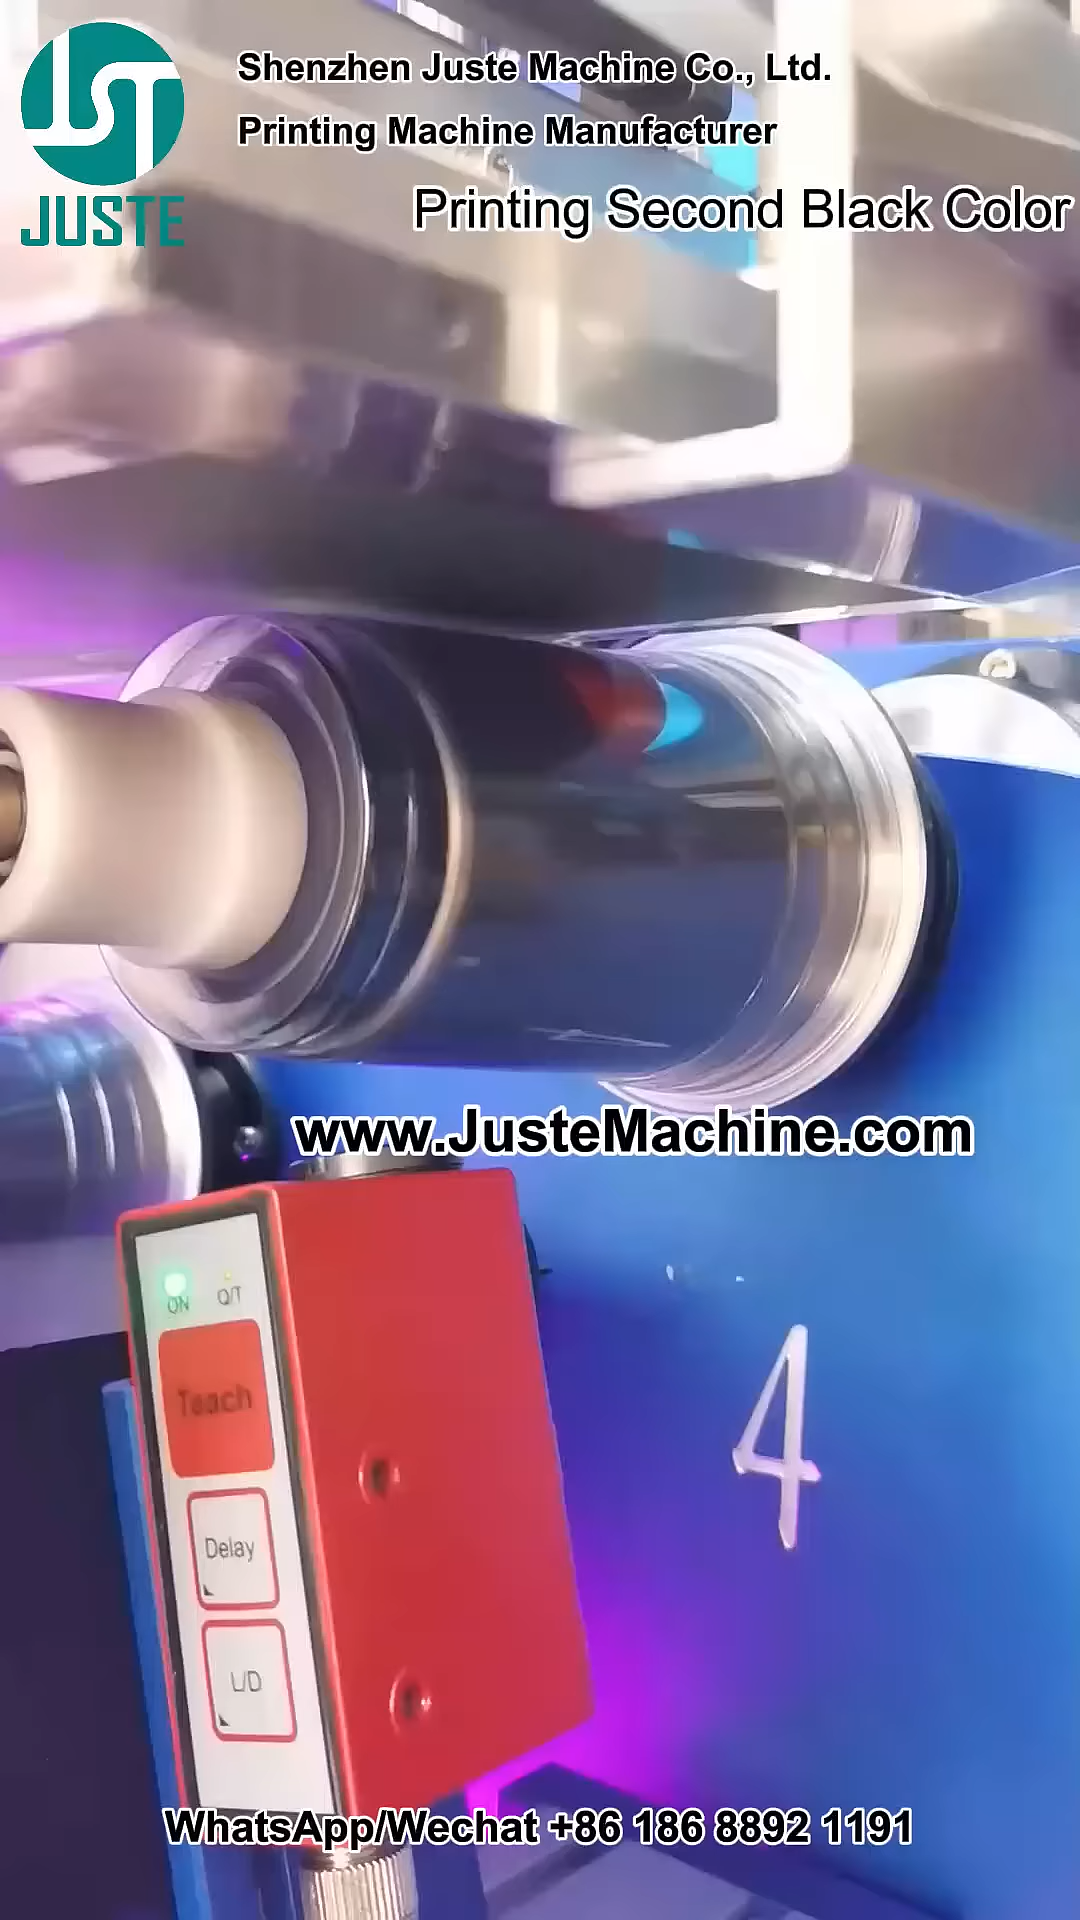 JUSTE
Shenzhen Juste Machine Co., Ltd.
Printing Machine Manufacturer
Printing Second Black Color
www.JusteMachine.com
ON
Q/T
Teach
Delay
L/D
4
WhatsApp/Wechat +86 186 8892 1191